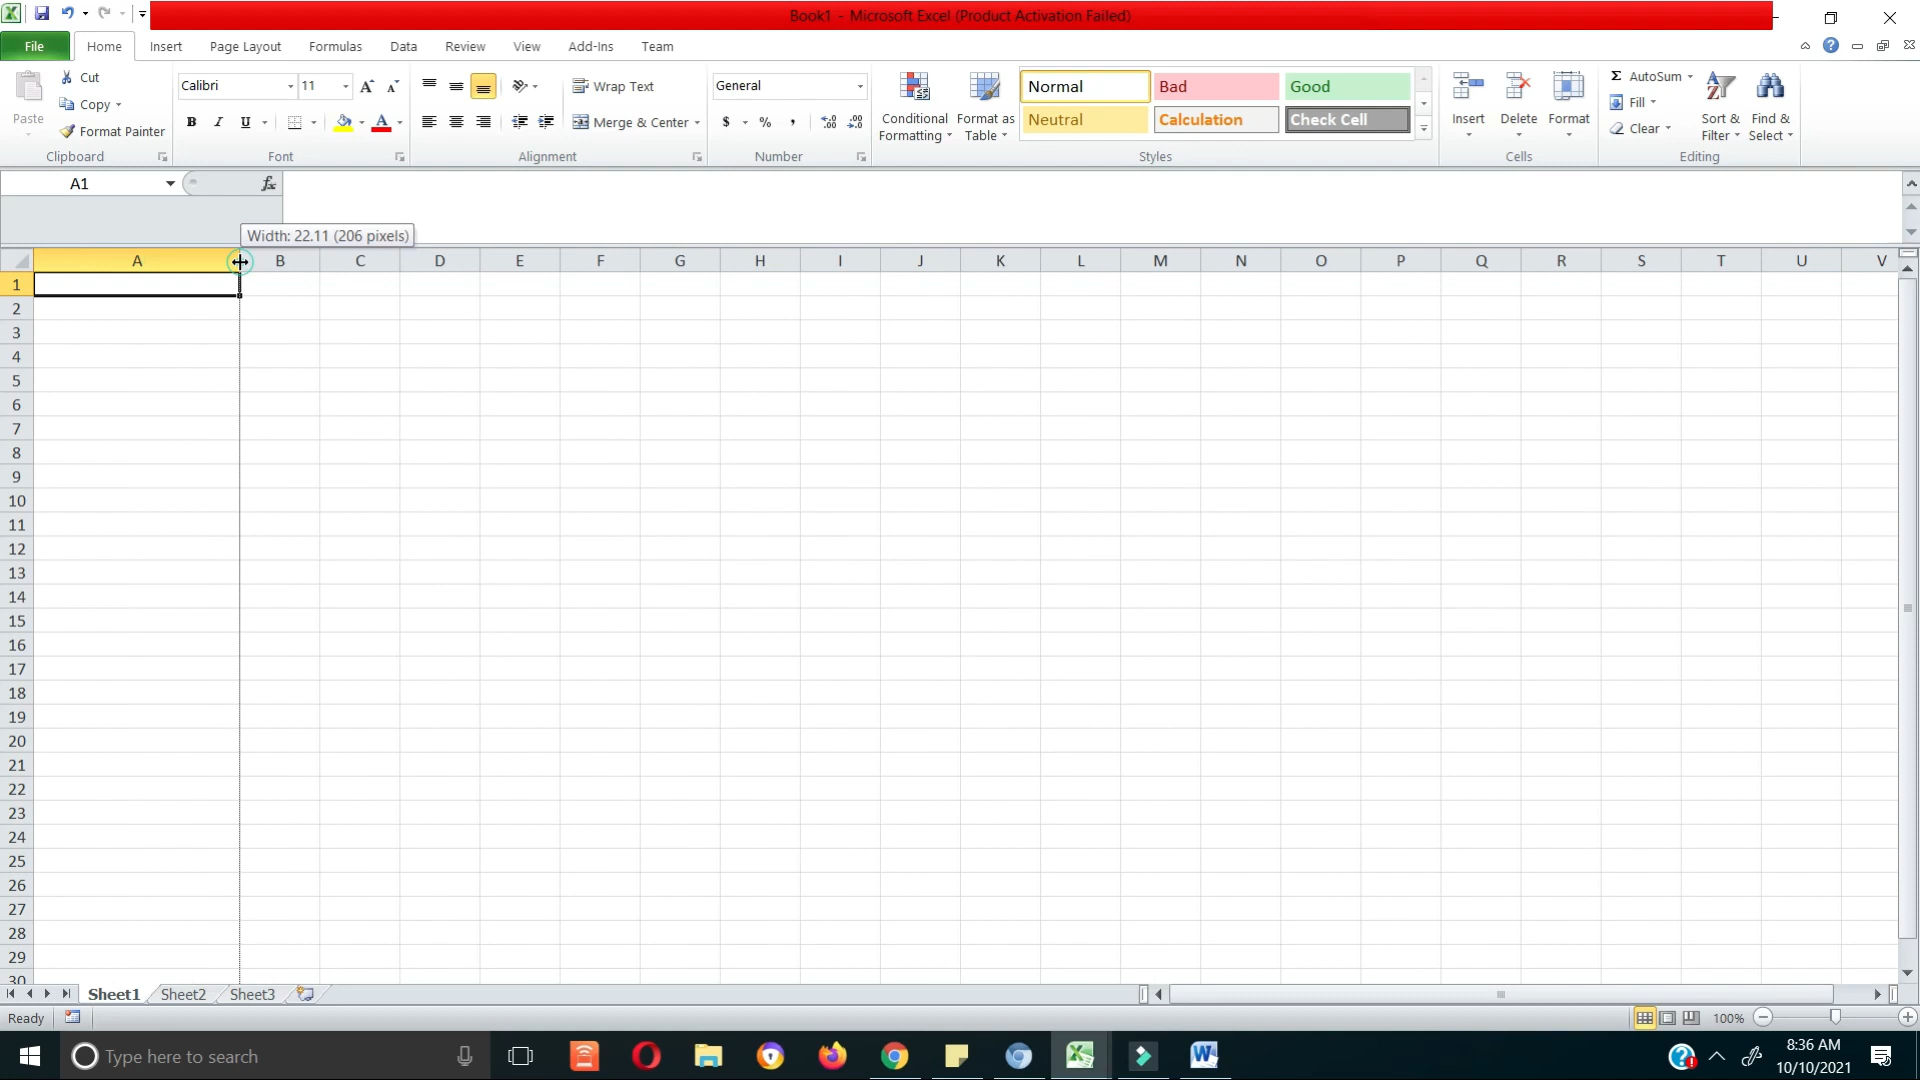 Book1 - Microsoft Excel (Product Activation Failed)
File Home Insert Page Layout Formulas Data Review View Add-Ins Team
Paste
Cut
Copy
Format Painter
Clipboard
Calibri 11
B I U
Font
Wrap Text
Merge & Center
Alignment
General
$ % ,
Number
Conditional Formatting
Format as Table
Normal Bad Good
Neutral Calculation Check Cell
Styles
Insert Delete Format
Cells
Σ AutoSum
Fill
Clear
Sort & Filter
Find & Select
Editing
A1 fx
Width: 22.11 (206 pixels)
A B C D E F G H I J K L M N O P Q R S T U V
1
2
3
4
5
6
7
8
9
10
11
12
13
14
15
16
17
18
19
20
21
22
23
24
25
26
27
28
29
30
Sheet1 Sheet2 Sheet3
Ready 100%
Type here to search
8:36 AM
10/10/2021